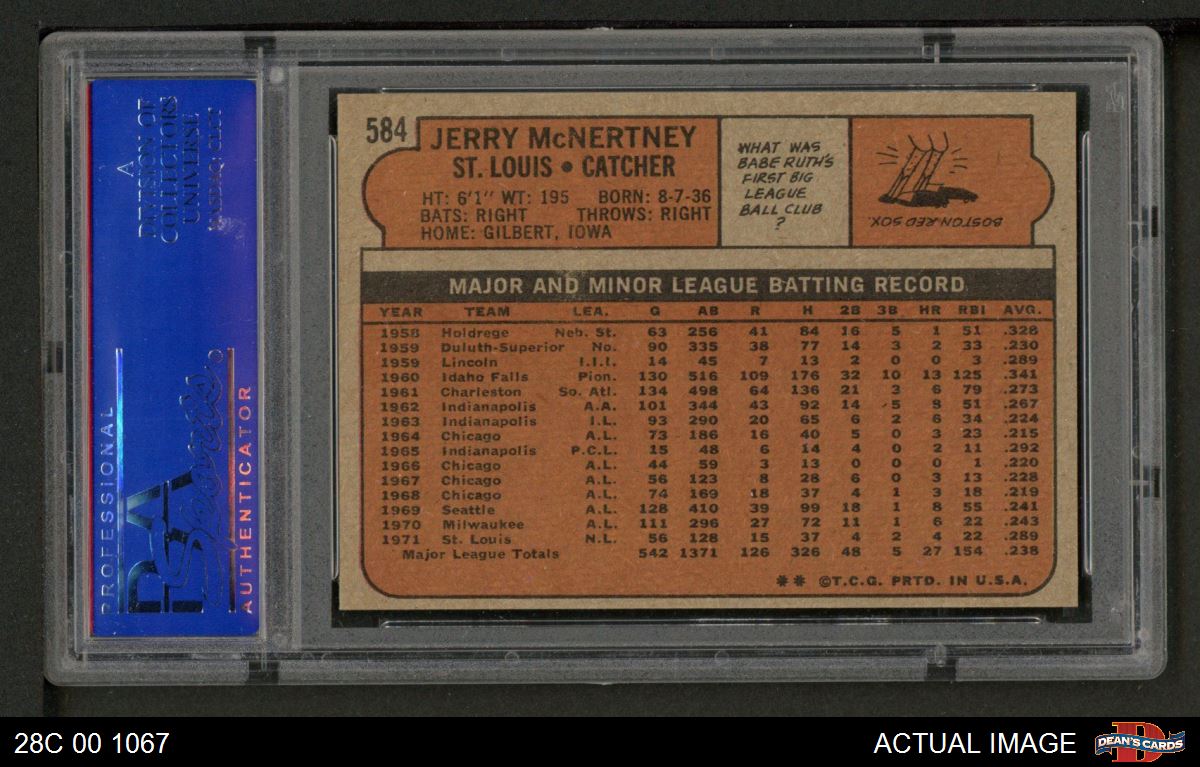 A
DIVISION OF
COLLECTORS
UNIVERSE
NASDAQ: CLCT
PROFESSIONAL
PSA
Sports
AUTHENTICATOR
584 JERRY McNERTNEY
ST. LOUIS • CATCHER
HT: 6'1" WT: 195 BORN: 8-7-36
BATS: RIGHT THROWS: RIGHT
HOME: GILBERT, IOWA
WHAT WAS
BABE RUTH'S
FIRST BIG
LEAGUE
BALL CLUB
?
BOSTON RED SOX.
MAJOR AND MINOR LEAGUE BATTING RECORD
YEAR TEAM LEA. G AB R H 2B 3B HR RBI AVG.
1958 Holdrege Neb. St. 63 256 41 84 16 5 1 51 .328
1959 Duluth-Superior No. 90 335 38 77 14 3 2 33 .230
1959 Lincoln I.I.I. 14 45 7 13 2 0 0 3 .289
1960 Idaho Falls Pion. 130 516 109 176 32 10 13 125 .341
1961 Charleston So. Atl. 134 498 64 136 21 3 6 79 .273
1962 Indianapolis A.A. 101 344 43 92 14 5 8 51 .267
1963 Indianapolis I.L. 93 290 20 65 6 2 6 34 .224
1964 Chicago A.L. 73 186 16 40 5 0 3 23 .215
1965 Indianapolis P.C.L. 15 48 6 14 4 0 2 11 .292
1966 Chicago A.L. 44 59 3 13 0 0 0 1 .220
1967 Chicago A.L. 56 123 8 28 6 0 3 13 .228
1968 Chicago A.L. 74 169 18 37 4 1 3 18 .219
1969 Seattle A.L. 128 410 39 99 18 1 8 55 .241
1970 Milwaukee A.L. 111 296 27 72 11 1 6 22 .243
1971 St. Louis N.L. 56 128 15 37 4 2 4 22 .289
Major League Totals 542 1371 126 326 48 5 27 154 .238
** ©T.C.G. PRTD. IN U.S.A.
28C 00 1067
ACTUAL IMAGE
D
DEAN'S CARDS